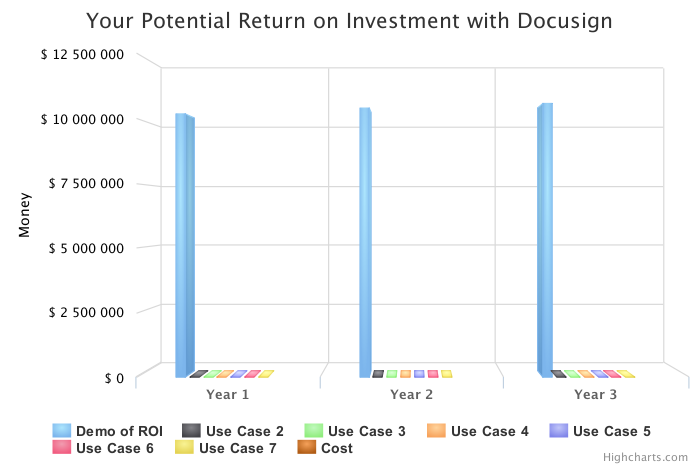 Your Potential Return on Investment with Docusign
Money
$ 12 500 000
$ 10 000 000
$ 7 500 000
$ 5 000 000
$ 2 500 000
$ 0
Year 1 Year 2 Year 3
Demo of ROI Use Case 2 Use Case 3 Use Case 4 Use Case 5
Use Case 6 Use Case 7 Cost
Highcharts.com